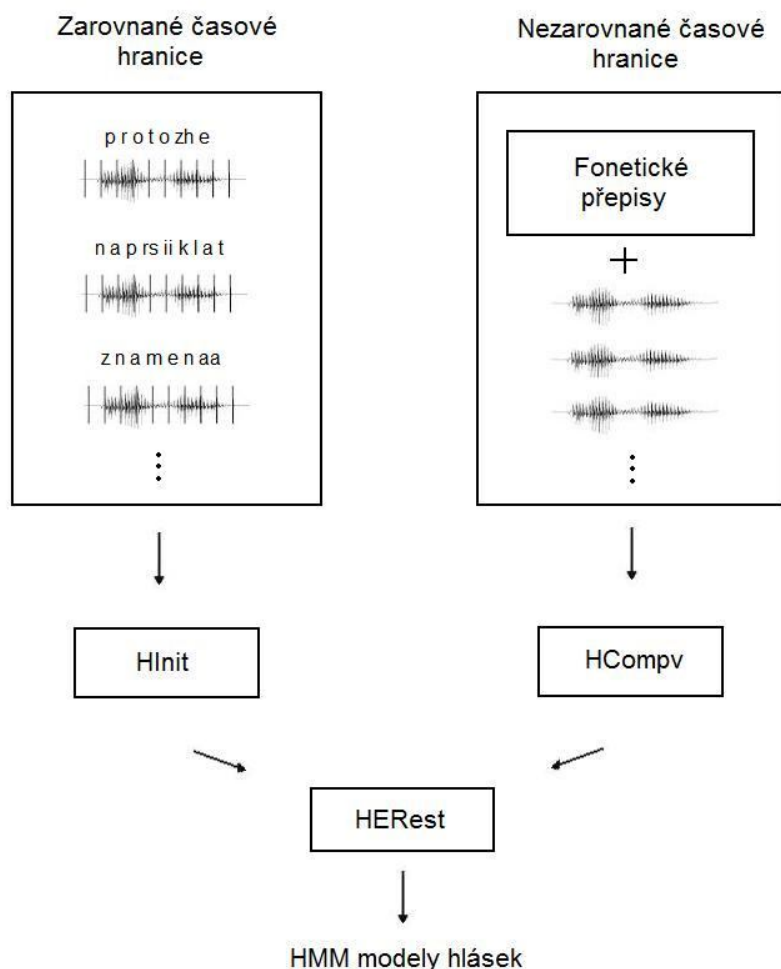 Zarovnané časové
hranice
p r o t o zh e
n a p rs ii k l a t
z n a m e n aa
Nezarovnané časové
hranice
Fonetické
přepisy
+
HInit
HCompv
HERest
HMM modely hlásek